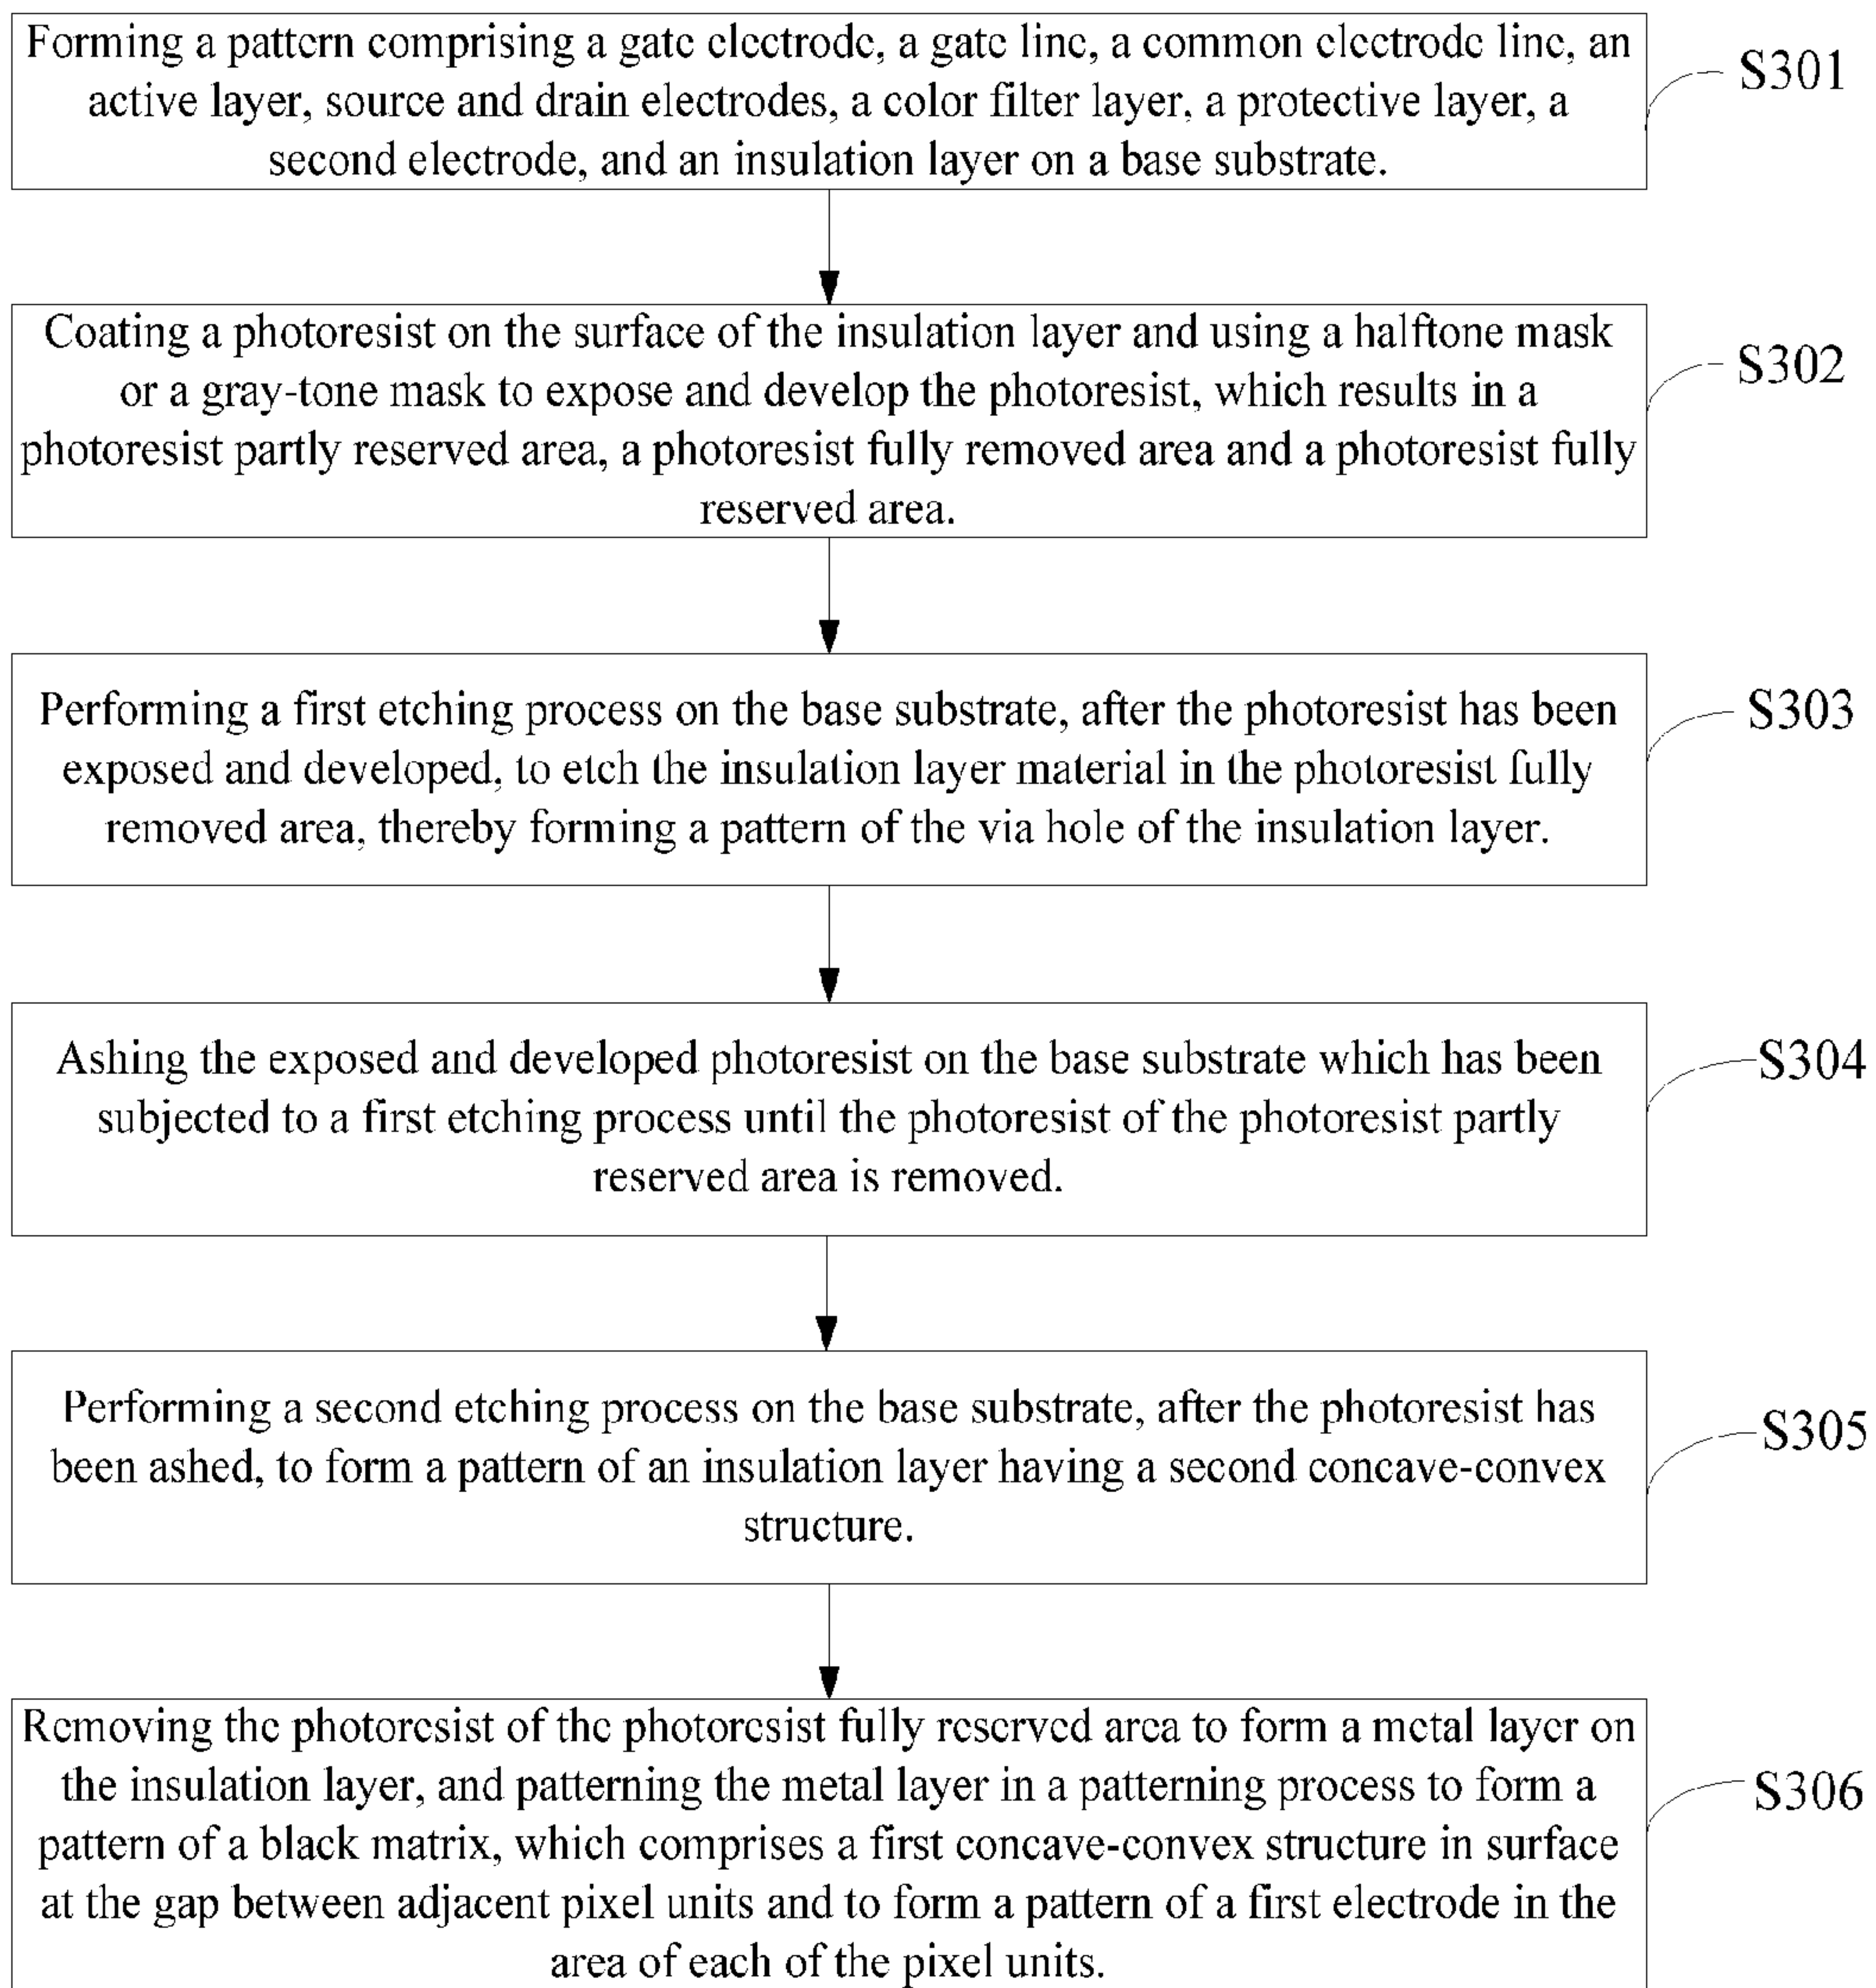 Forming a pattern comprising a gate electrode, a gate line, a common electrode line, an
active layer, source and drain electrodes, a color filter layer, a protective layer, a
second electrode, and an insulation layer on a base substrate.
S301
Coating a photoresist on the surface of the insulation layer and using a halftone mask
or a gray-tone mask to expose and develop the photoresist, which results in a
photoresist partly reserved area, a photoresist fully removed area and a photoresist fully
reserved area.
S302
Performing a first etching process on the base substrate, after the photoresist has been
exposed and developed, to etch the insulation layer material in the photoresist fully
removed area, thereby forming a pattern of the via hole of the insulation layer.
S303
Ashing the exposed and developed photoresist on the base substrate which has been
subjected to a first etching process until the photoresist of the photoresist partly
reserved area is removed.
S304
Performing a second etching process on the base substrate, after the photoresist has
been ashed, to form a pattern of an insulation layer having a second concave-convex
structure.
S305
Removing the photoresist of the photoresist fully reserved area to form a metal layer on
the insulation layer, and patterning the metal layer in a patterning process to form a
pattern of a black matrix, which comprises a first concave-convex structure in surface
at the gap between adjacent pixel units and to form a pattern of a first electrode in the
area of each of the pixel units.
S306